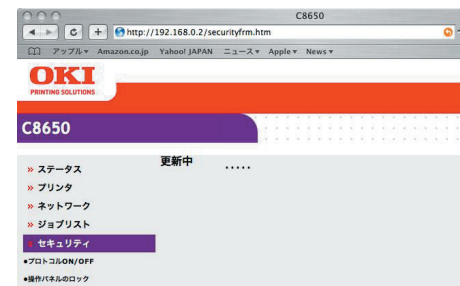 C8650
http://192.168.0.2/securityfrm.htm
アップル▼ Amazon.co.jp Yahoo! JAPAN ニュース▼ Apple▼ News▼
OKI
PRINTING SOLUTIONS
C8650
更新中 .....
» ステータス
» プリンタ
» ネットワーク
» ジョブリスト
» セキュリティ
●プロトコルON/OFF
●操作パネルのロック